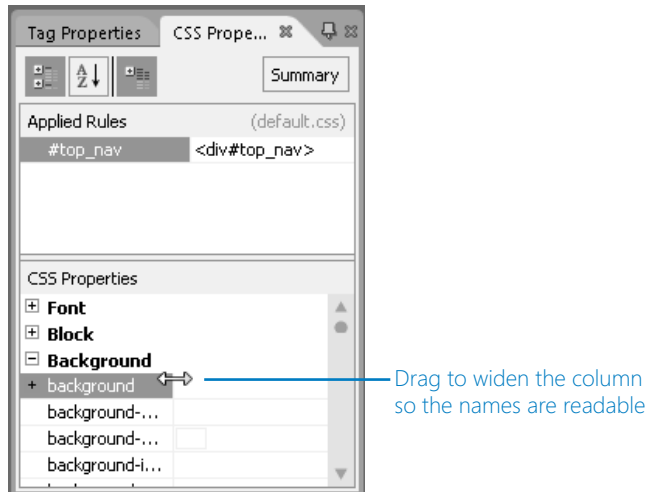 Tag Properties CSS Prope...
A Z Summary
Applied Rules (default.css)
#top_nav <div#top_nav>
CSS Properties
Font
Block
Background
background
background-...
background-...
background-i...
Drag to widen the column
so the names are readable